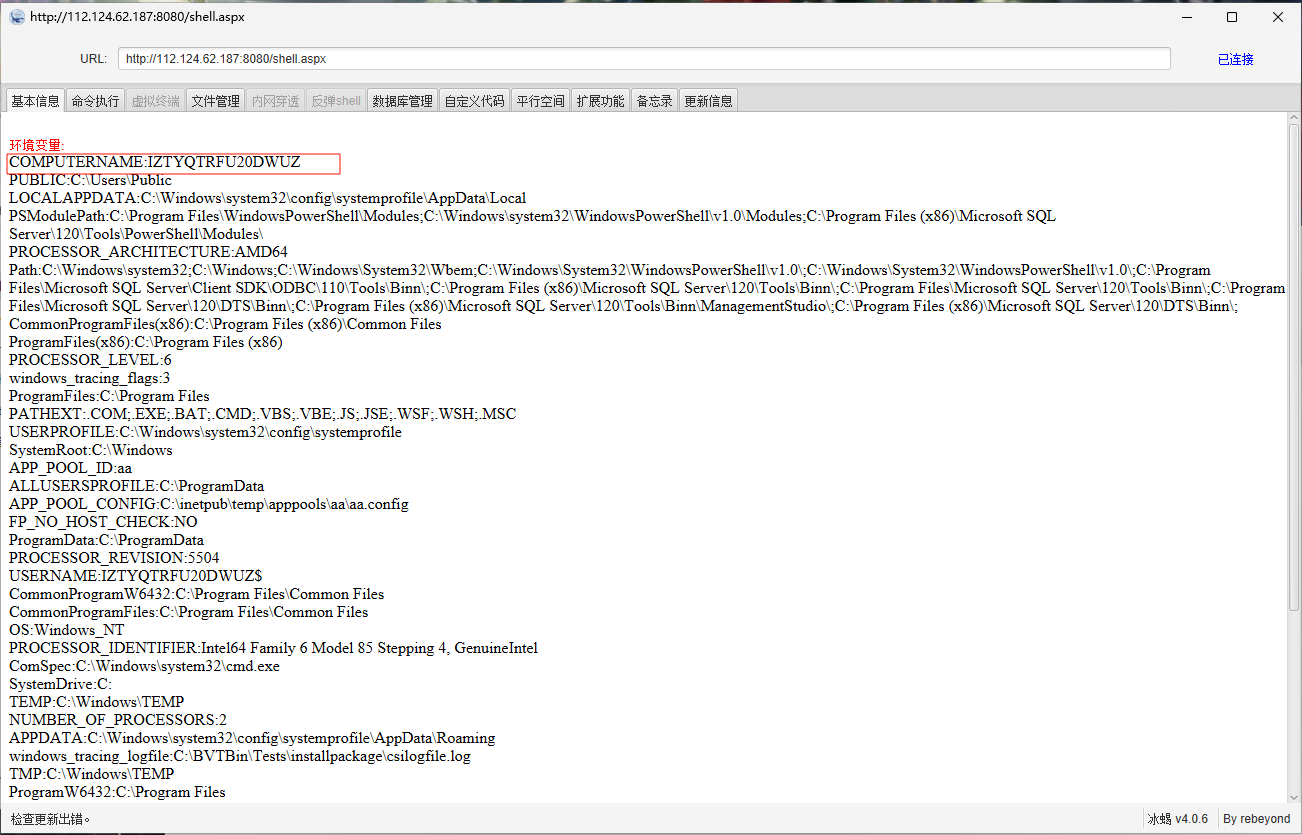 http://112.124.62.187:8080/shell.aspx
URL: http://112.124.62.187:8080/shell.aspx 已连接
基本信息 命令执行 虚拟终端 文件管理 内网穿透 反弹shell 数据库管理 自定义代码 平行空间 扩展功能 备忘录 更新信息
环境变量:
COMPUTERNAME:IZTYQTRFU20DWUZ
PUBLIC:C:\Users\Public
LOCALAPPDATA:C:\Windows\system32\config\systemprofile\AppData\Local
PSModulePath:C:\Program Files\WindowsPowerShell\Modules;C:\Windows\system32\WindowsPowerShell\v1.0\Modules;C:\Program Files (x86)\Microsoft SQL
Server\120\Tools\PowerShell\Modules\
PROCESSOR_ARCHITECTURE:AMD64
Path:C:\Windows\system32;C:\Windows;C:\Windows\System32\Wbem;C:\Windows\System32\WindowsPowerShell\v1.0\;C:\Windows\System32\WindowsPowerShell\v1.0\;C:\Program
Files\Microsoft SQL Server\Client SDK\ODBC\110\Tools\Binn\;C:\Program Files (x86)\Microsoft SQL Server\120\Tools\Binn\;C:\Program Files\Microsoft SQL Server\120\Tools\Binn\;C:\Program
Files\Microsoft SQL Server\120\DTS\Binn\;C:\Program Files (x86)\Microsoft SQL Server\120\Tools\Binn\ManagementStudio\;C:\Program Files (x86)\Microsoft SQL Server\120\DTS\Binn\;
CommonProgramFiles(x86):C:\Program Files (x86)\Common Files
ProgramFiles(x86):C:\Program Files (x86)
PROCESSOR_LEVEL:6
windows_tracing_flags:3
ProgramFiles:C:\Program Files
PATHEXT:.COM;.EXE;.BAT;.CMD;.VBS;.VBE;.JS;.JSE;.WSF;.WSH;.MSC
USERPROFILE:C:\Windows\system32\config\systemprofile
SystemRoot:C:\Windows
APP_POOL_ID:aa
ALLUSERSPROFILE:C:\ProgramData
APP_POOL_CONFIG:C:\inetpub\temp\apppools\aa\aa.config
FP_NO_HOST_CHECK:NO
ProgramData:C:\ProgramData
PROCESSOR_REVISION:5504
USERNAME:IZTYQTRFU20DWUZ$
CommonProgramW6432:C:\Program Files\Common Files
CommonProgramFiles:C:\Program Files\Common Files
OS:Windows_NT
PROCESSOR_IDENTIFIER:Intel64 Family 6 Model 85 Stepping 4, GenuineIntel
ComSpec:C:\Windows\system32\cmd.exe
SystemDrive:C:
TEMP:C:\Windows\TEMP
NUMBER_OF_PROCESSORS:2
APPDATA:C:\Windows\system32\config\systemprofile\AppData\Roaming
windows_tracing_logfile:C:\BVTBin\Tests\installpackage\csilogfile.log
TMP:C:\Windows\TEMP
ProgramW6432:C:\Program Files
检查更新出错。 冰蝎 v4.0.6 By rebeyond